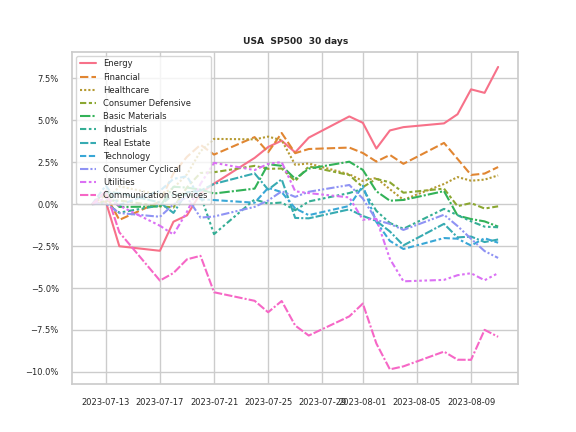 USA SP500 30 days
Energy
Financial
Healthcare
Consumer Defensive
Basic Materials
Industrials
Real Estate
Technology
Consumer Cyclical
Utilities
Communication Services
7.5%
5.0%
2.5%
0.0%
−2.5%
−5.0%
−7.5%
−10.0%
2023-07-13 2023-07-17 2023-07-21 2023-07-25 2023-07-29 2023-08-01 2023-08-05 2023-08-09